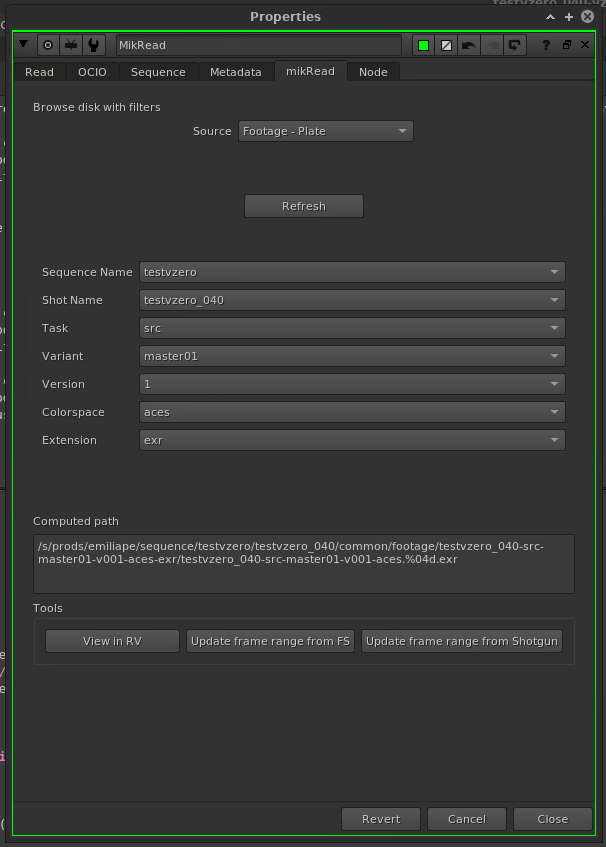 testvzero_040-vz
Properties
MikRead
?
Read OCIO Sequence Metadata mikRead Node
Browse disk with filters
Source Footage - Plate
Refresh
Sequence Name testvzero
Shot Name testvzero_040
Task src
Variant master01
Version 1
Colorspace aces
Extension exr
Computed path
/s/prods/emiliape/sequence/testvzero/testvzero_040/common/footage/testvzero_040-src-
master01-v001-aces-exr/testvzero_040-src-master01-v001-aces.%04d.exr
Tools
View in RV Update frame range from FS Update frame range from Shotgun
Revert Cancel Close